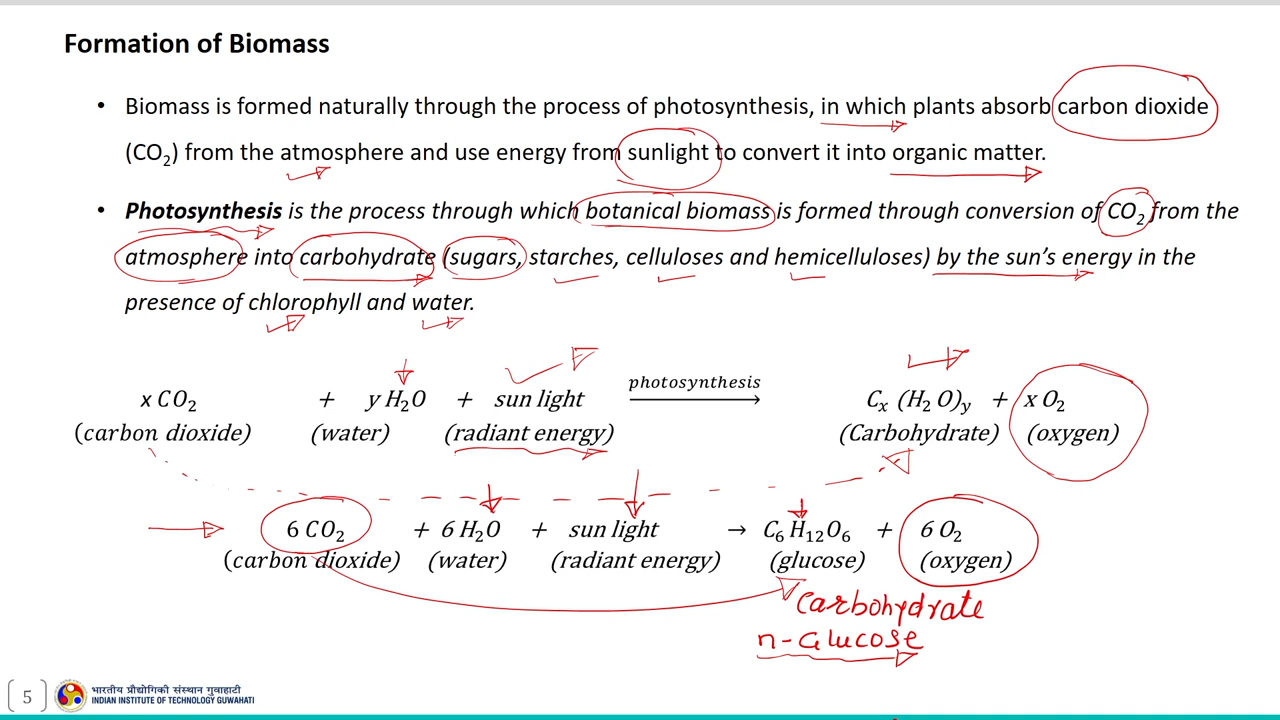 Formation of Biomass
• Biomass is formed naturally through the process of photosynthesis, in which plants absorb carbon dioxide
(CO₂) from the atmosphere and use energy from sunlight to convert it into organic matter.
• Photosynthesis is the process through which botanical biomass is formed through conversion of CO₂ from the
atmosphere into carbohydrate (sugars, starches, celluloses and hemicelluloses) by the sun's energy in the
presence of chlorophyll and water.
x CO₂ + y H₂O + sun light photosynthesis ⟶ Cₓ (H₂ O)ᵧ + x O₂
(carbon dioxide) (water) (radiant energy) (Carbohydrate) (oxygen)
6 CO₂ + 6 H₂O + sun light → C₆ H₁₂O₆ + 6 O₂
(carbon dioxide) (water) (radiant energy) (glucose) (oxygen)
Carbohydrate
n-Glucose
5
भारतीय प्रौद्योगिकी संस्थान गुवाहाटी
INDIAN INSTITUTE OF TECHNOLOGY GUWAHATI